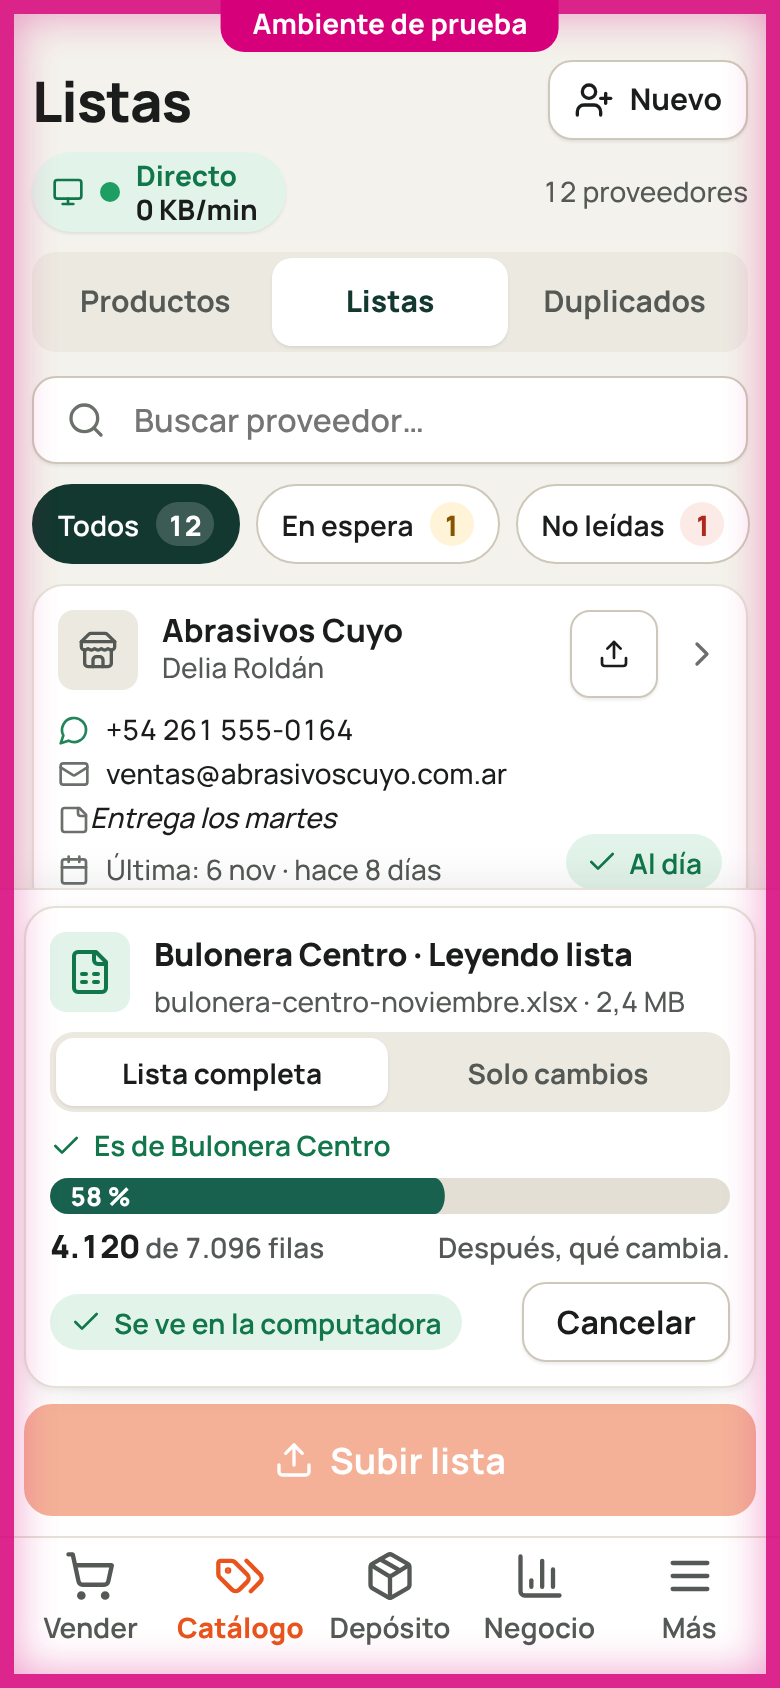 Ambiente de prueba
Listas
Nuevo
Directo
0 KB/min
12 proveedores
Productos
Listas
Duplicados
Buscar proveedor...
Todos 12
En espera 1
No leídas 1
Abrasivos Cuyo
Delia Roldán
+54 261 555-0164
ventas@abrasivoscuyo.com.ar
Entrega los martes
Última: 6 nov · hace 8 días
Al día
Bulonera Centro · Leyendo lista
bulonera-centro-noviembre.xlsx · 2,4 MB
Lista completa
Solo cambios
Es de Bulonera Centro
58 %
4.120 de 7.096 filas
Después, qué cambia.
Se ve en la computadora
Cancelar
Subir lista
Vender
Catálogo
Depósito
Negocio
Más